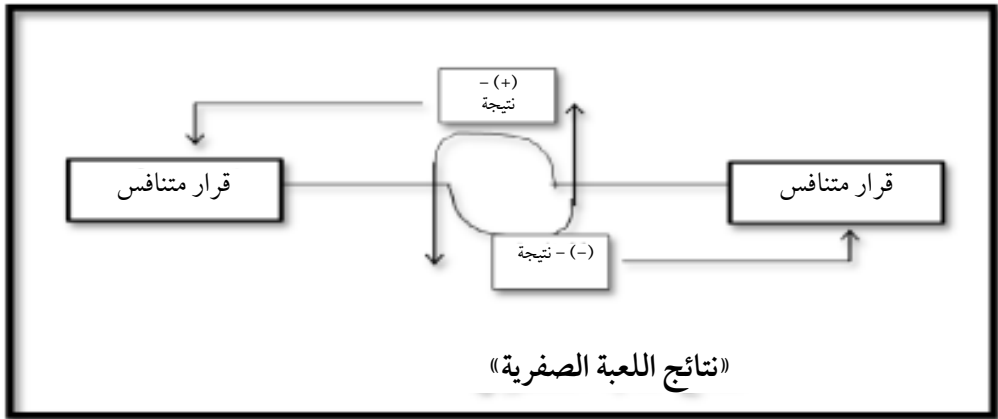 (+) –
نتيجة
قرار متنافس
قرار متنافس
(–) – نتيجة
«نتائج اللعبة الصفرية»